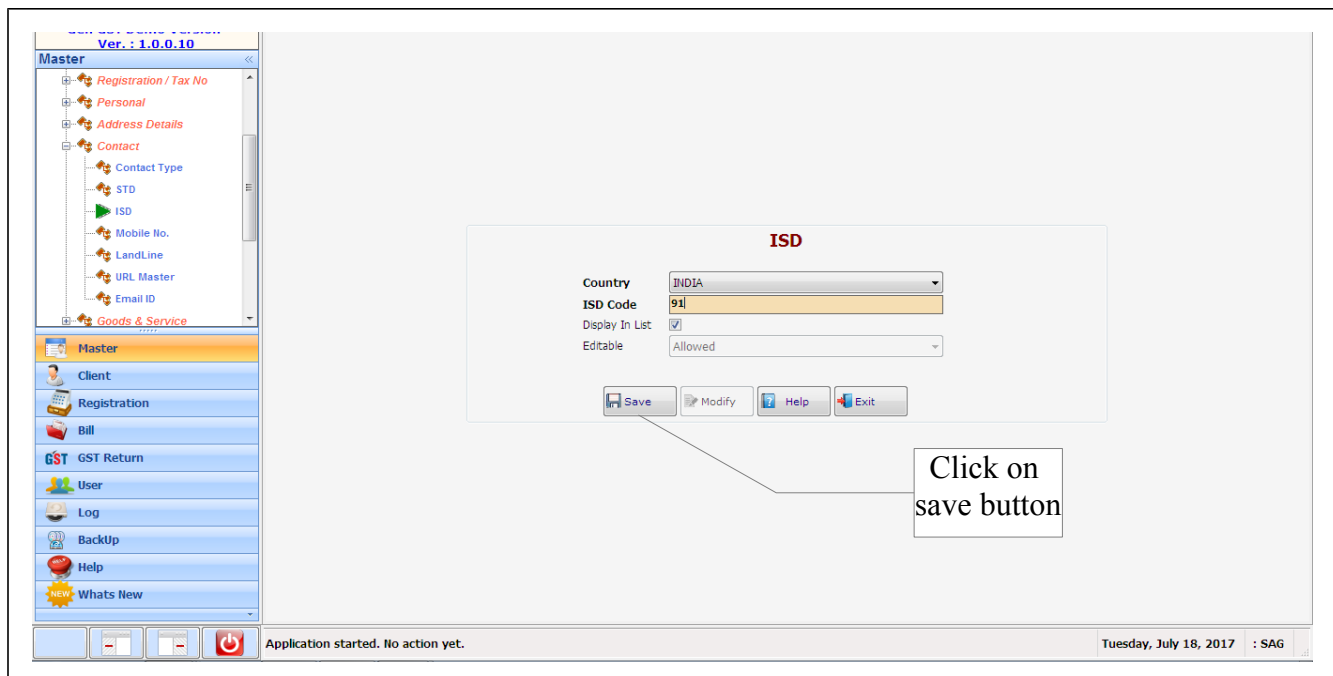 Ver. : 1.0.0.10
Master
Registration / Tax No
Personal
Address Details
Contact
Contact Type
STD
ISD
Mobile No.
LandLine
URL Master
Email ID
Goods & Service
Master
Client
Registration
Bill
GST GST Return
User
Log
BackUp
Help
NEW Whats New
ISD
Country INDIA
ISD Code 91
Display In List
Editable Allowed
Save Modify Help Exit
Click on
save button
Application started. No action yet. Tuesday, July 18, 2017 : SAG